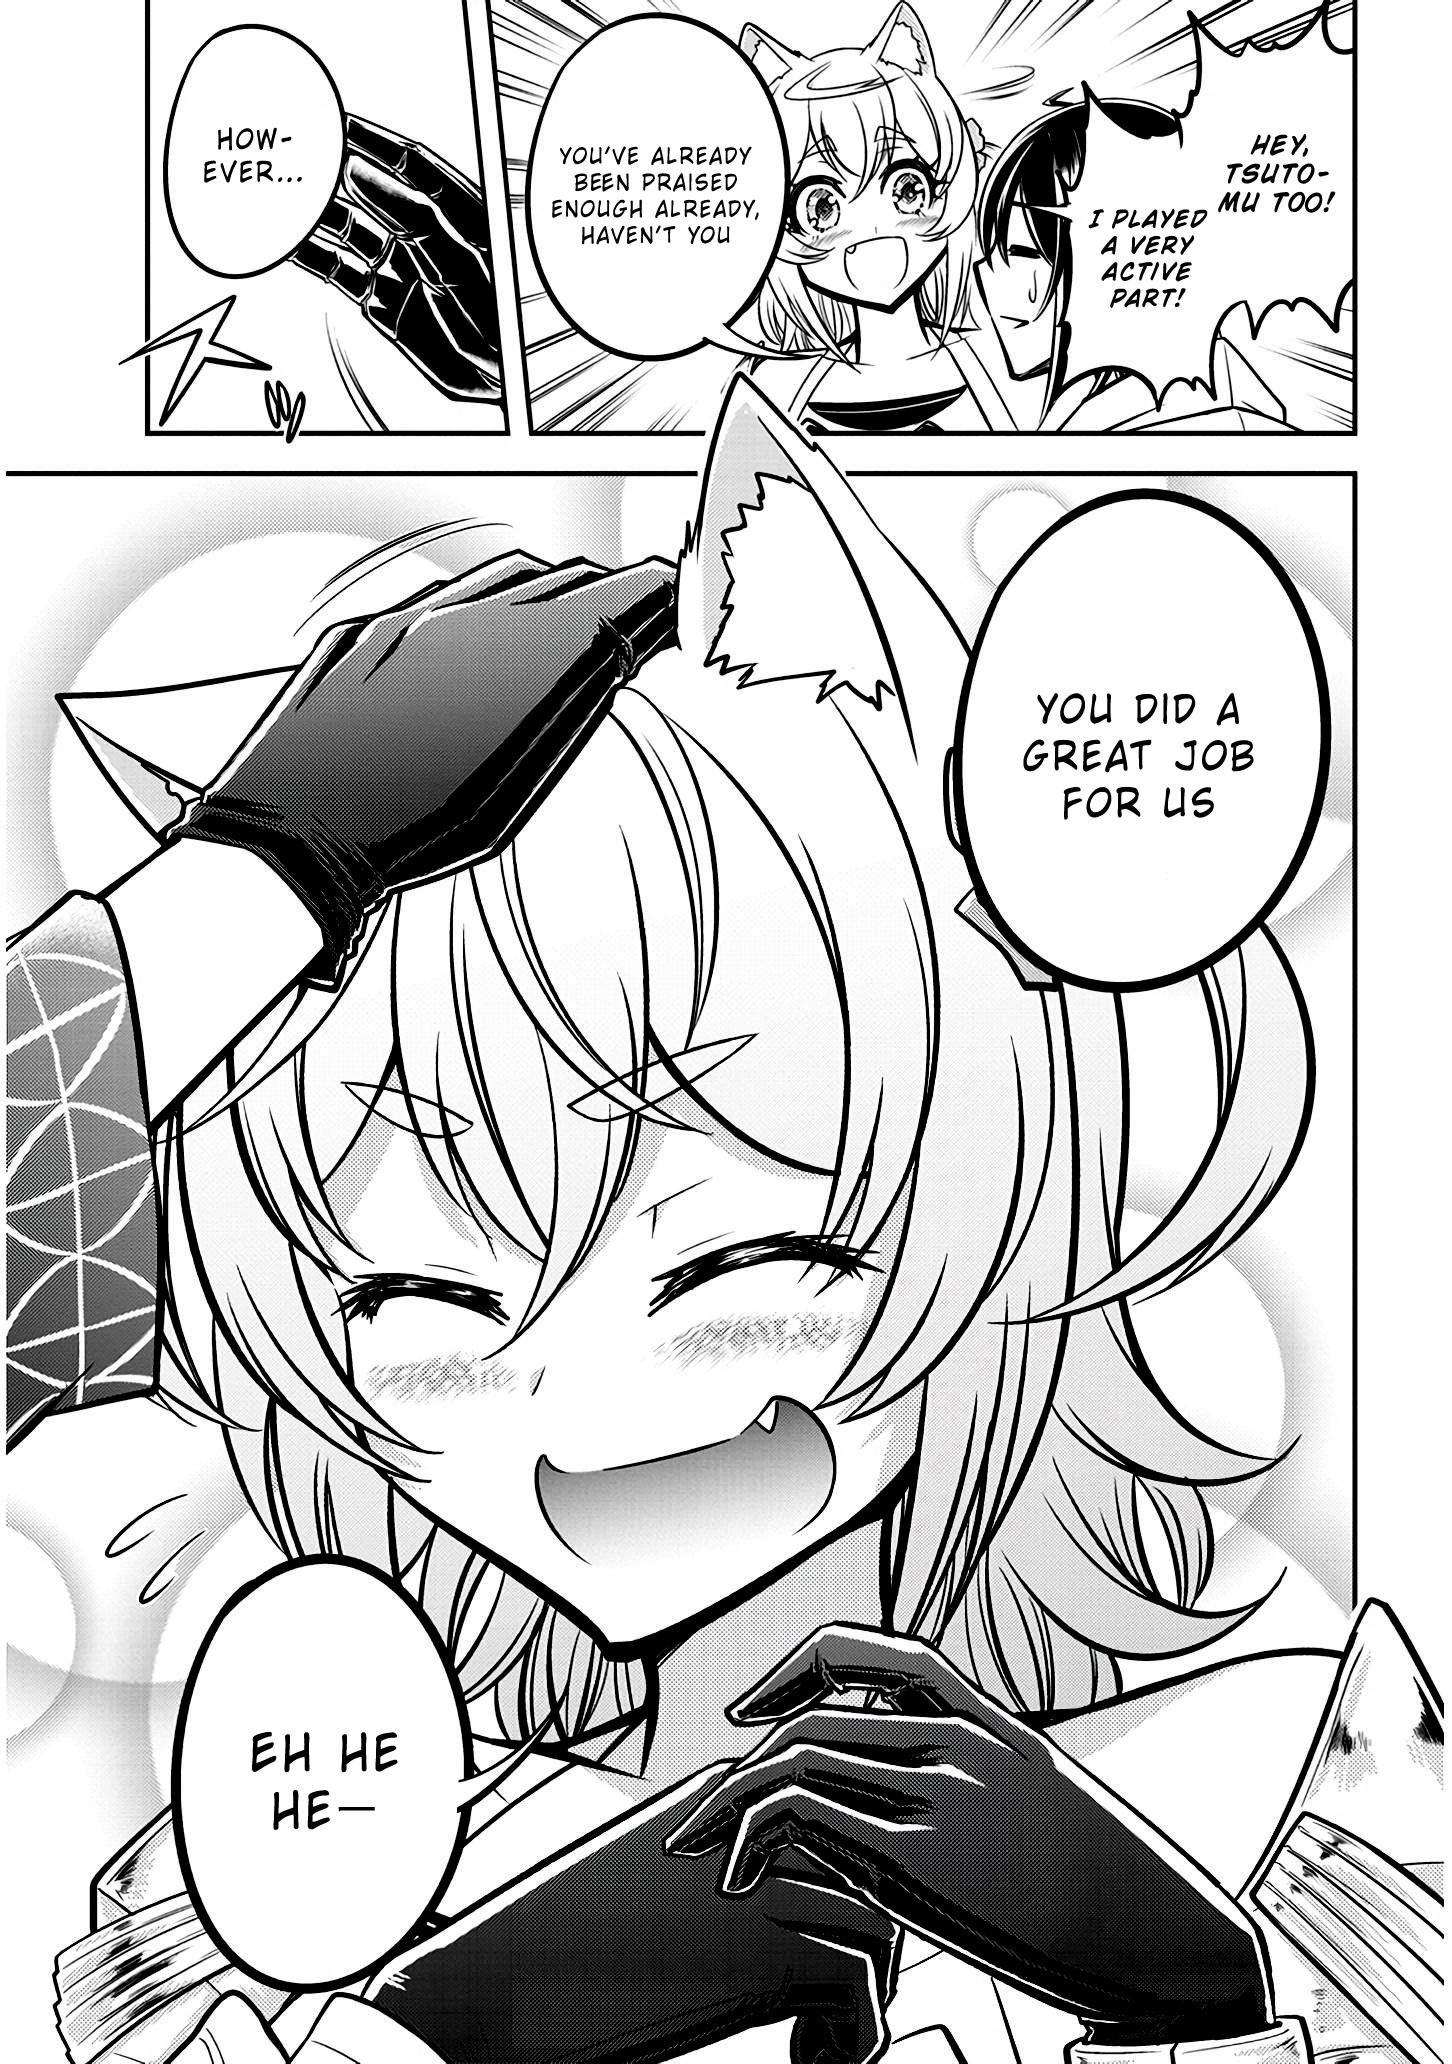 HEY,
TSUTO-
MU TOO!
I PLAYED
A VERY
ACTIVE
PART!
YOU'VE ALREADY
BEEN PRAISED
ENOUGH ALREADY,
HAVEN'T YOU
HOW-
EVER...
YOU DID A
GREAT JOB
FOR US
EH HE
HE—